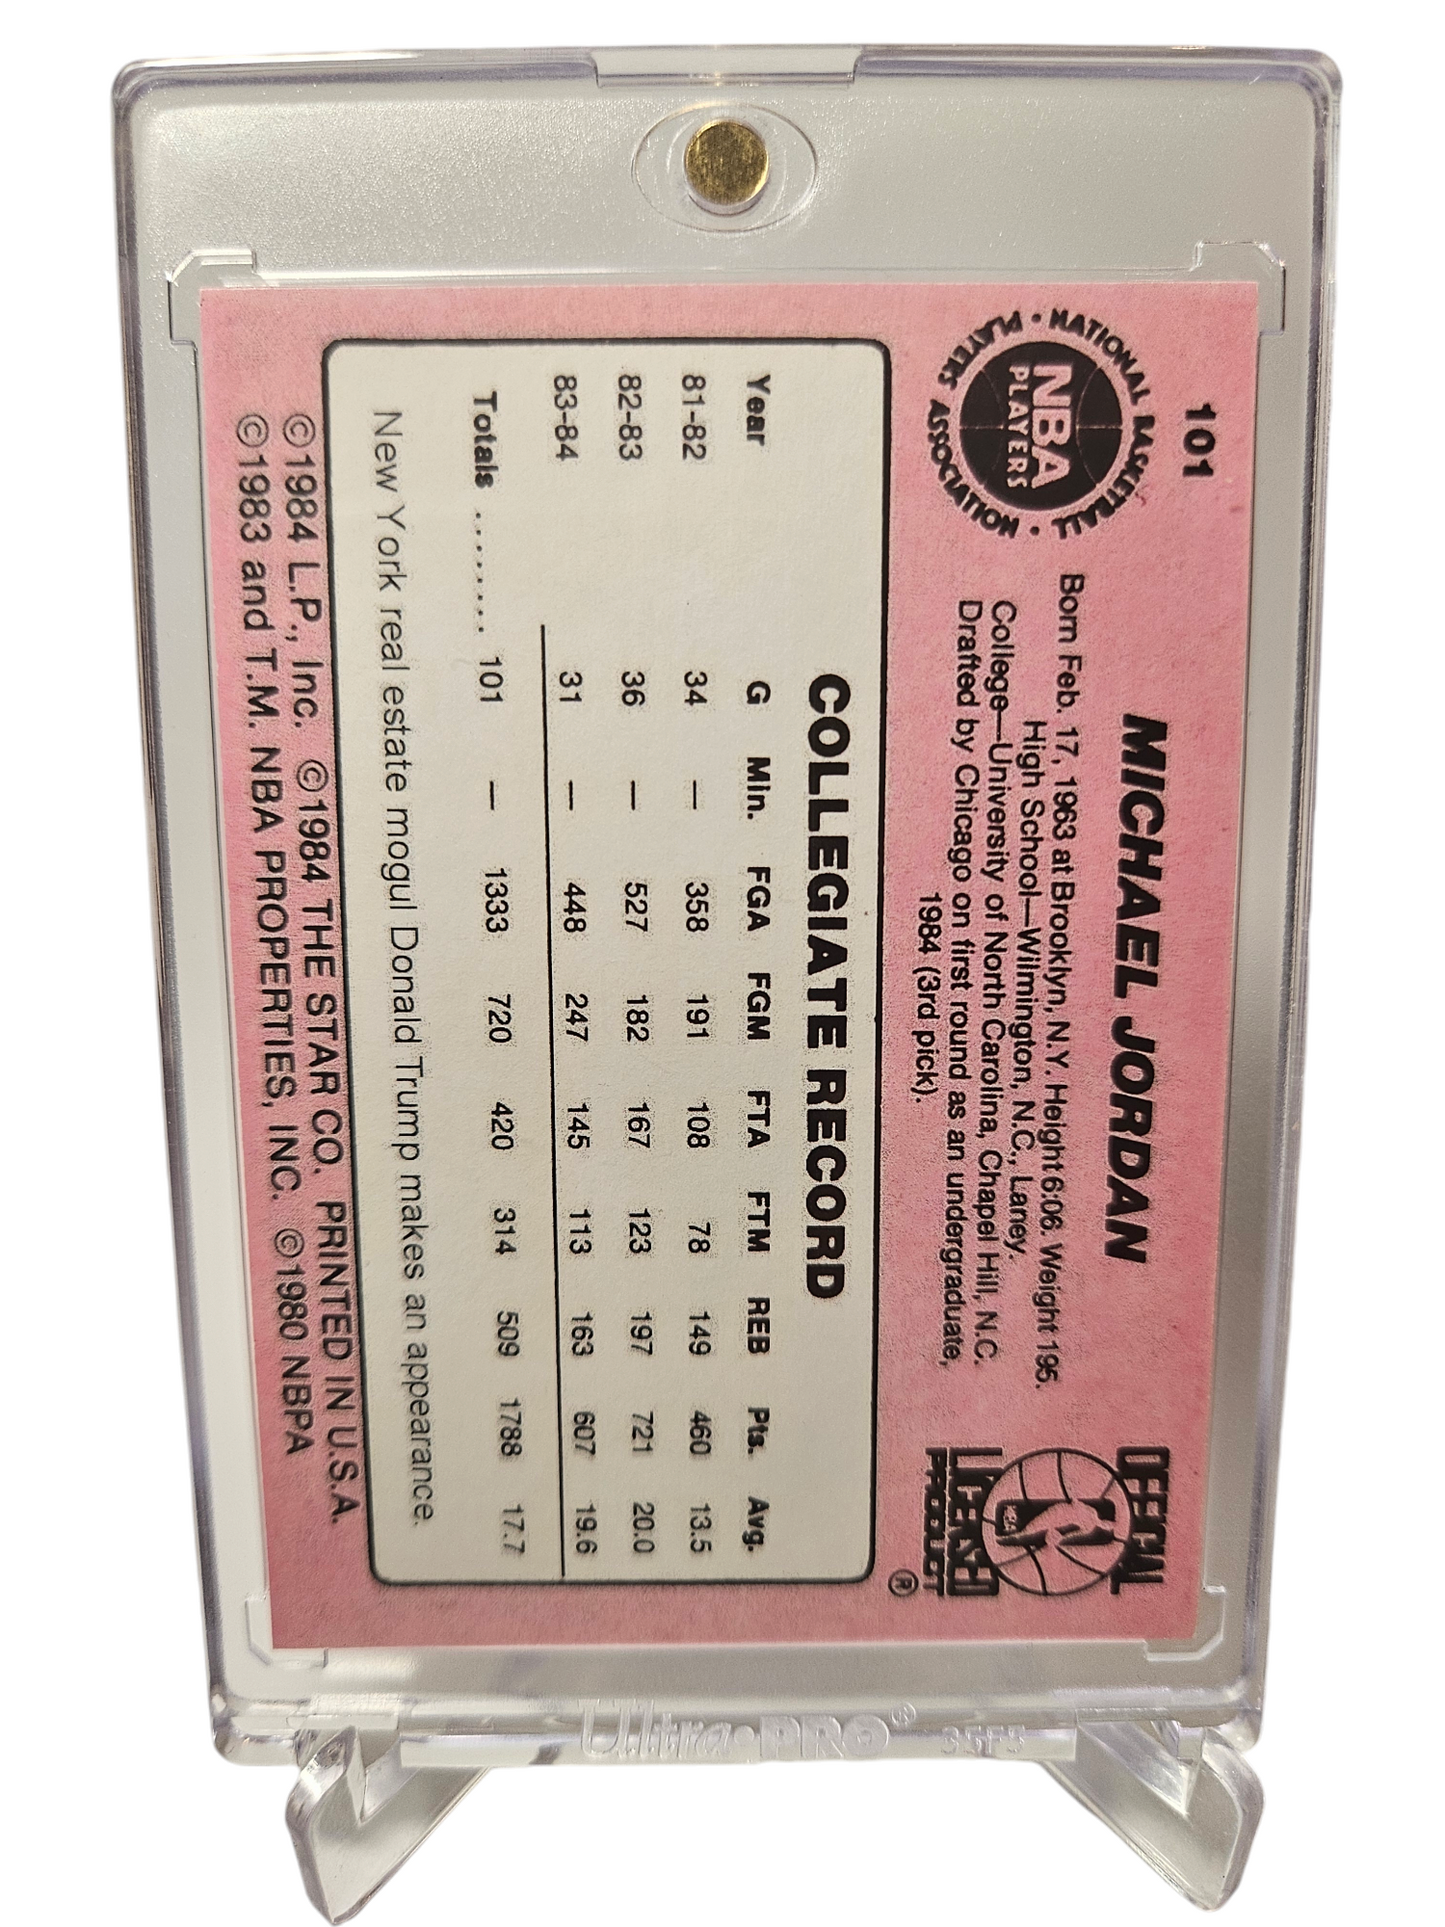 101
MICHAEL JORDAN
NATIONAL BASKETBALL
PLAYERS ASSOCIATION
NBA
PLAYERS
Born Feb. 17, 1963 at Brooklyn, N.Y. Height 6:06. Weight 195.
High School—Wilmington, N.C., Laney.
College—University of North Carolina, Chapel Hill, N.C.
Drafted by Chicago on first round as an undergraduate,
1984 (3rd pick).
OFFICIAL
NBA
LICENSED
PRODUCT
®
COLLEGIATE RECORD
Year G Min. FGA FGM FTA FTM REB Pts. Avg.
81-82 34 — 358 191 108 78 149 460 13.5
82-83 36 — 527 182 167 123 197 721 20.0
83-84 31 — 448 247 145 113 163 607 19.6
Totals ........ 101 — 1333 720 420 314 509 1788 17.7
New York real estate mogul Donald Trump makes an appearance.
©1984 L.P., Inc. ©1984 THE STAR CO. PRINTED IN U.S.A.
©1983 and T.M. NBA PROPERTIES, INC. ©1980 NBPA
Ultra•PRO®